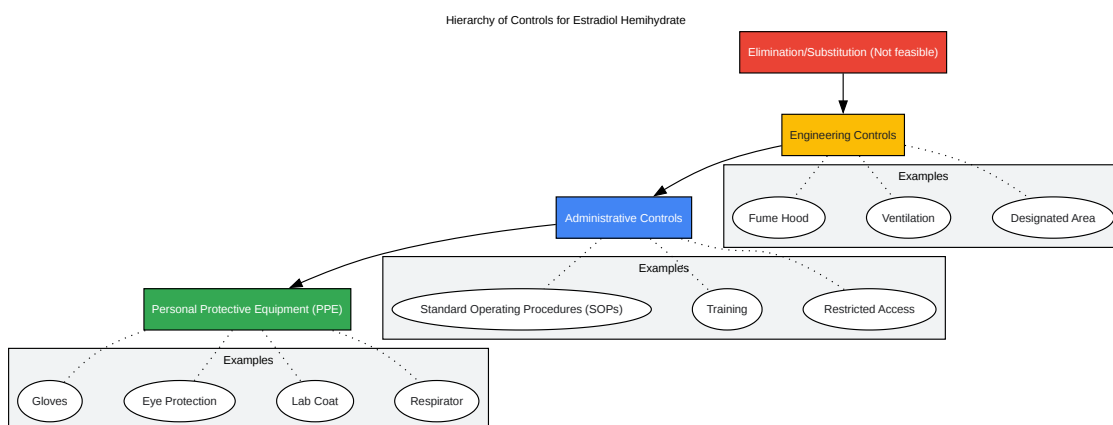 Hierarchy of Controls for Estradiol Hemihydrate
Elimination/Substitution (Not feasible)
Engineering Controls
Examples
Fume Hood
Ventilation
Designated Area
Administrative Controls
Examples
Standard Operating Procedures (SOPs)
Training
Restricted Access
Personal Protective Equipment (PPE)
Examples
Gloves
Eye Protection
Lab Coat
Respirator